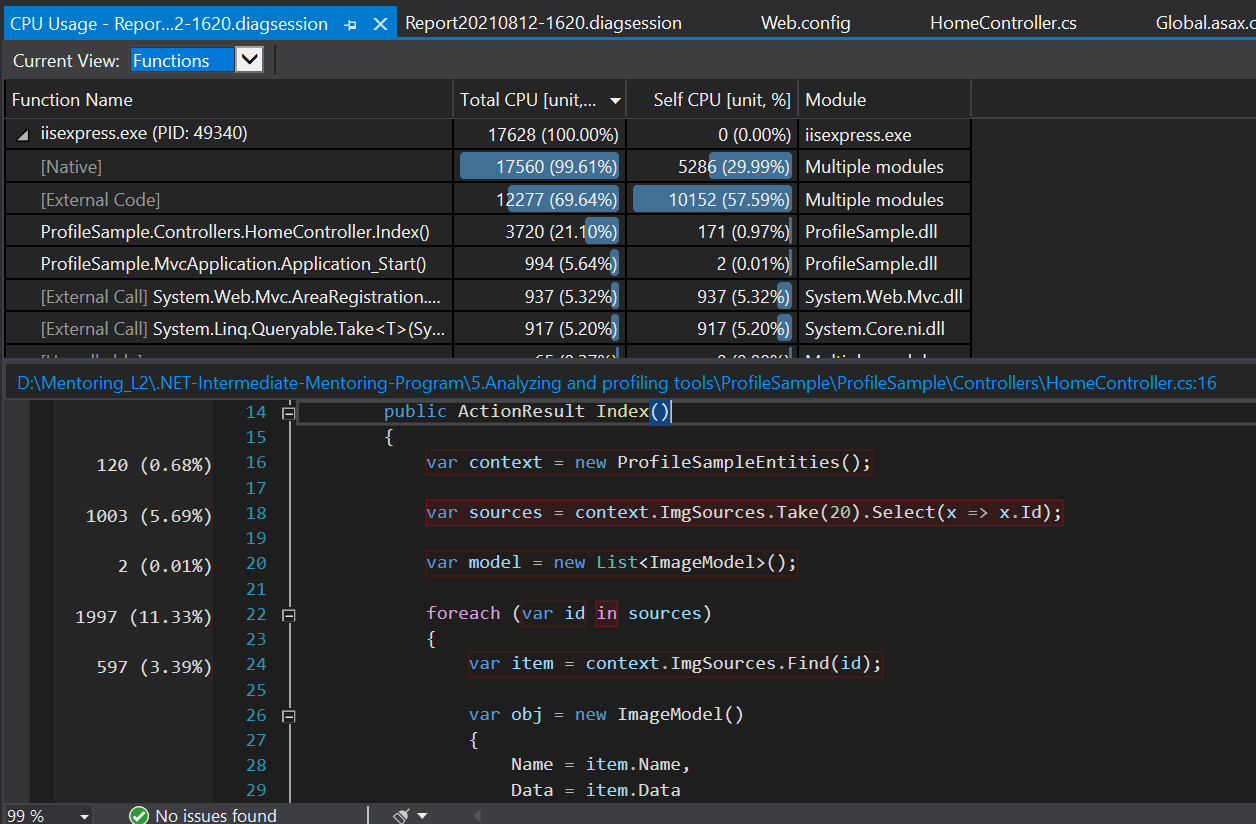 CPU Usage - Repor...2-1620.diagsession Report20210812-1620.diagsession Web.config HomeController.cs Global.asax.c
Current View: Functions
Function Name Total CPU [unit,... Self CPU [unit, %] Module
iisexpress.exe (PID: 49340) 17628 (100.00%) 0 (0.00%) iisexpress.exe
[Native] 17560 (99.61%) 5286 (29.99%) Multiple modules
[External Code] 12277 (69.64%) 10152 (57.59%) Multiple modules
ProfileSample.Controllers.HomeController.Index() 3720 (21.10%) 171 (0.97%) ProfileSample.dll
ProfileSample.MvcApplication.Application_Start() 994 (5.64%) 2 (0.01%) ProfileSample.dll
[External Call] System.Web.Mvc.AreaRegistration.... 937 (5.32%) 937 (5.32%) System.Web.Mvc.dll
[External Call] System.Linq.Queryable.Take<T>(Sy... 917 (5.20%) 917 (5.20%) System.Core.ni.dll
D:\Mentoring_L2\.NET-Intermediate-Mentoring-Program\5.Analyzing and profiling tools\ProfileSample\ProfileSample\Controllers\HomeController.cs:16
14 public ActionResult Index()
15 {
120 (0.68%) 16 var context = new ProfileSampleEntities();
17
1003 (5.69%) 18 var sources = context.ImgSources.Take(20).Select(x => x.Id);
19
2 (0.01%) 20 var model = new List<ImageModel>();
21
1997 (11.33%) 22 foreach (var id in sources)
23 {
597 (3.39%) 24 var item = context.ImgSources.Find(id);
25
26 var obj = new ImageModel()
27 {
28 Name = item.Name,
29 Data = item.Data
99 % No issues found